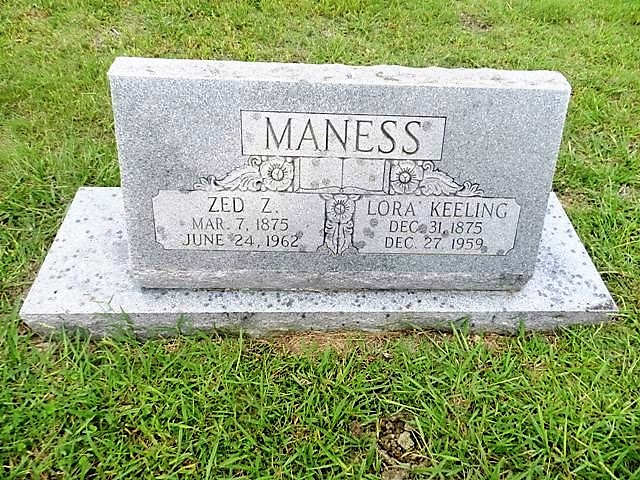 MANESS
ZED Z.
MAR. 7, 1875
JUNE 24, 1962
LORA KEELING
DEC. 31, 1875
DEC. 27, 1959